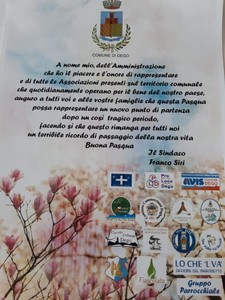 COMUNE DI DEGO
A nome mio, dell'Amministrazione
che ho il piacere e l'onore di rappresentare
e di tutte le Associazioni presenti sul territorio comunale
che quotidianamente operano per il bene del nostro paese,
auguro a tutti voi e alle vostre famiglie che questa Pasqua
possa rappresentare un nuovo punto di partenza
dopo un così tragico periodo,
facendo sì che questo rimanga per tutti noi
un terribile ricordo di passaggio della nostra vita
Buona Pasqua
Il Sindaco
Franco Siri
AVIS
DEGO
LO CHE L'VA
Gruppo
Parrocchiale